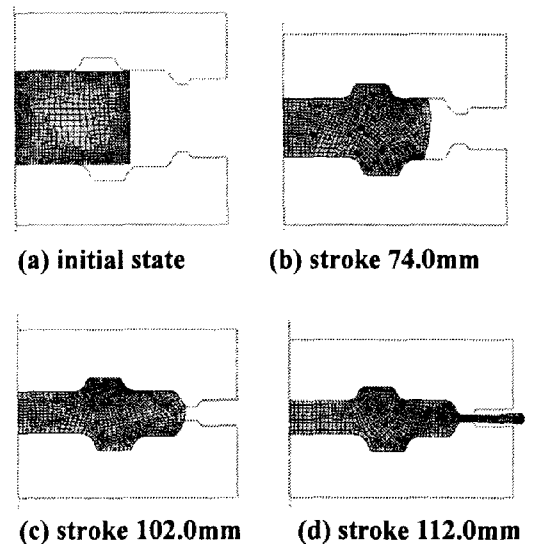 (a) initial state
(b) stroke 74.0mm
(c) stroke 102.0mm
(d) stroke 112.0mm